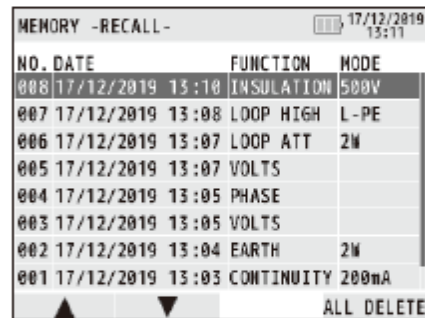 MEMORY -RECALL- 17/12/2019
13:11
NO. DATE FUNCTION MODE
008 17/12/2019 13:10 INSULATION 500V
007 17/12/2019 13:08 LOOP HIGH L-PE
006 17/12/2019 13:07 LOOP ATT 2W
005 17/12/2019 13:07 VOLTS
004 17/12/2019 13:05 PHASE
003 17/12/2019 13:05 VOLTS
002 17/12/2019 13:04 EARTH 2W
001 17/12/2019 13:03 CONTINUITY 200mA
▲ ▼ ALL DELETE